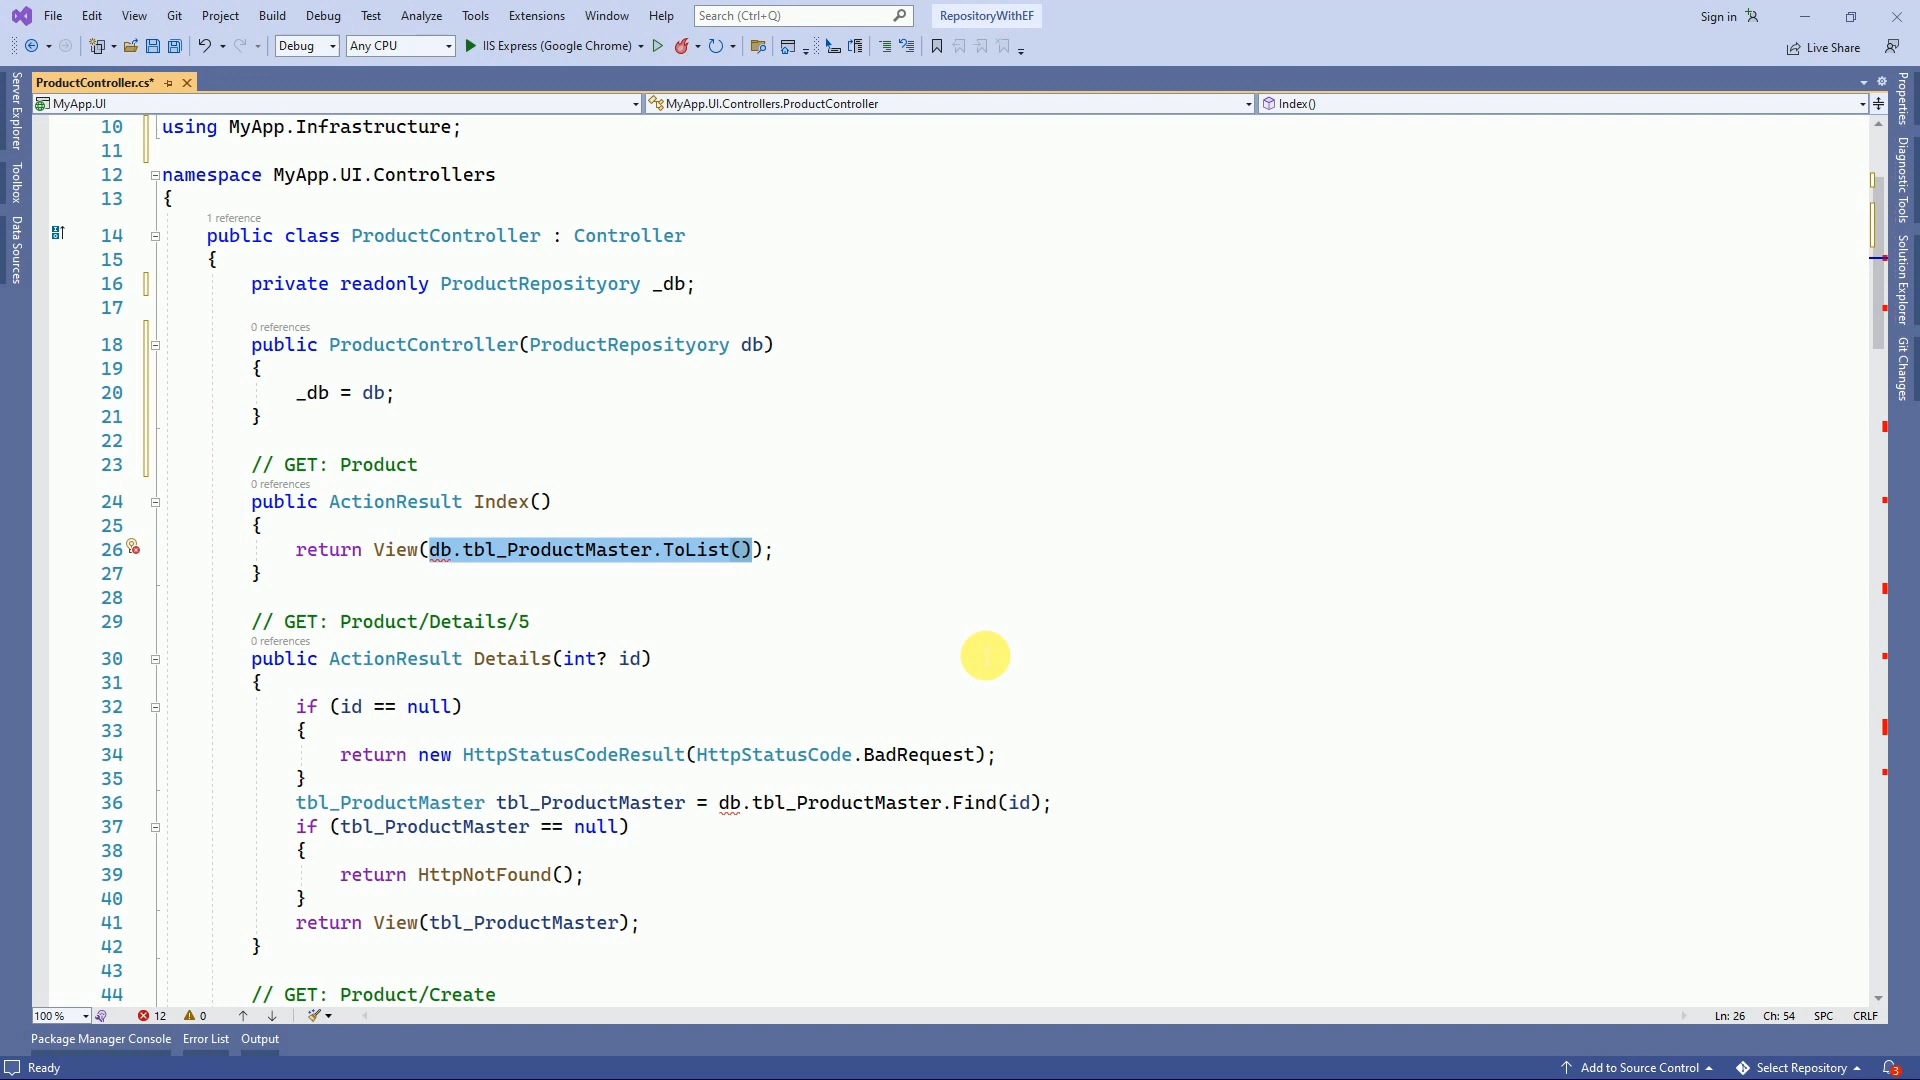 File Edit View Git Project Build Debug Test Analyze Tools Extensions Window Help Search (Ctrl+Q) RepositoryWithEF Sign in
Debug Any CPU IIS Express (Google Chrome) Live Share
ProductController.cs*
MyApp.UI MyApp.UI.Controllers.ProductController Index()
Server Explorer
Toolbox
Data Sources
Properties
Diagnostic Tools
Solution Explorer
Git Changes
10 using MyApp.Infrastructure;
11
12 namespace MyApp.UI.Controllers
13 {
1 reference
14 public class ProductController : Controller
15 {
16 private readonly ProductReposityory _db;
17
0 references
18 public ProductController(ProductReposityory db)
19 {
20 _db = db;
21 }
22
23 // GET: Product
0 references
24 public ActionResult Index()
25 {
26 return View(db.tbl_ProductMaster.ToList());
27 }
28
29 // GET: Product/Details/5
0 references
30 public ActionResult Details(int? id)
31 {
32 if (id == null)
33 {
34 return new HttpStatusCodeResult(HttpStatusCode.BadRequest);
35 }
36 tbl_ProductMaster tbl_ProductMaster = db.tbl_ProductMaster.Find(id);
37 if (tbl_ProductMaster == null)
38 {
39 return HttpNotFound();
40 }
41 return View(tbl_ProductMaster);
42 }
43
44 // GET: Product/Create
100 % 12 0 Ln: 26 Ch: 54 SPC CRLF
Package Manager Console Error List Output
Ready Add to Source Control Select Repository 3